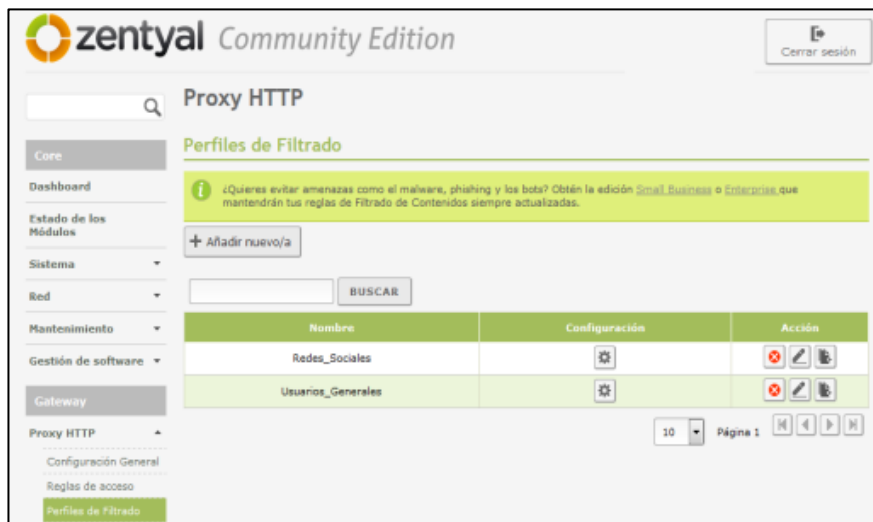 zentyal Community Edition
Cerrar sesión
Proxy HTTP
Perfiles de Filtrado
¿Quieres evitar amenazas como el malware, phishing y los bots? Obtén la edición Small Business o Enterprise que
mantendrán tus reglas de Filtrado de Contenidos siempre actualizadas.
+ Añadir nuevo/a
BUSCAR
Nombre Configuración Acción
Redes_Sociales
Usuarios_Generales
10 Página 1
Core
Dashboard
Estado de los
Módulos
Sistema
Red
Mantenimiento
Gestión de software
Gateway
Proxy HTTP
Configuración General
Reglas de acceso
Perfiles de Filtrado